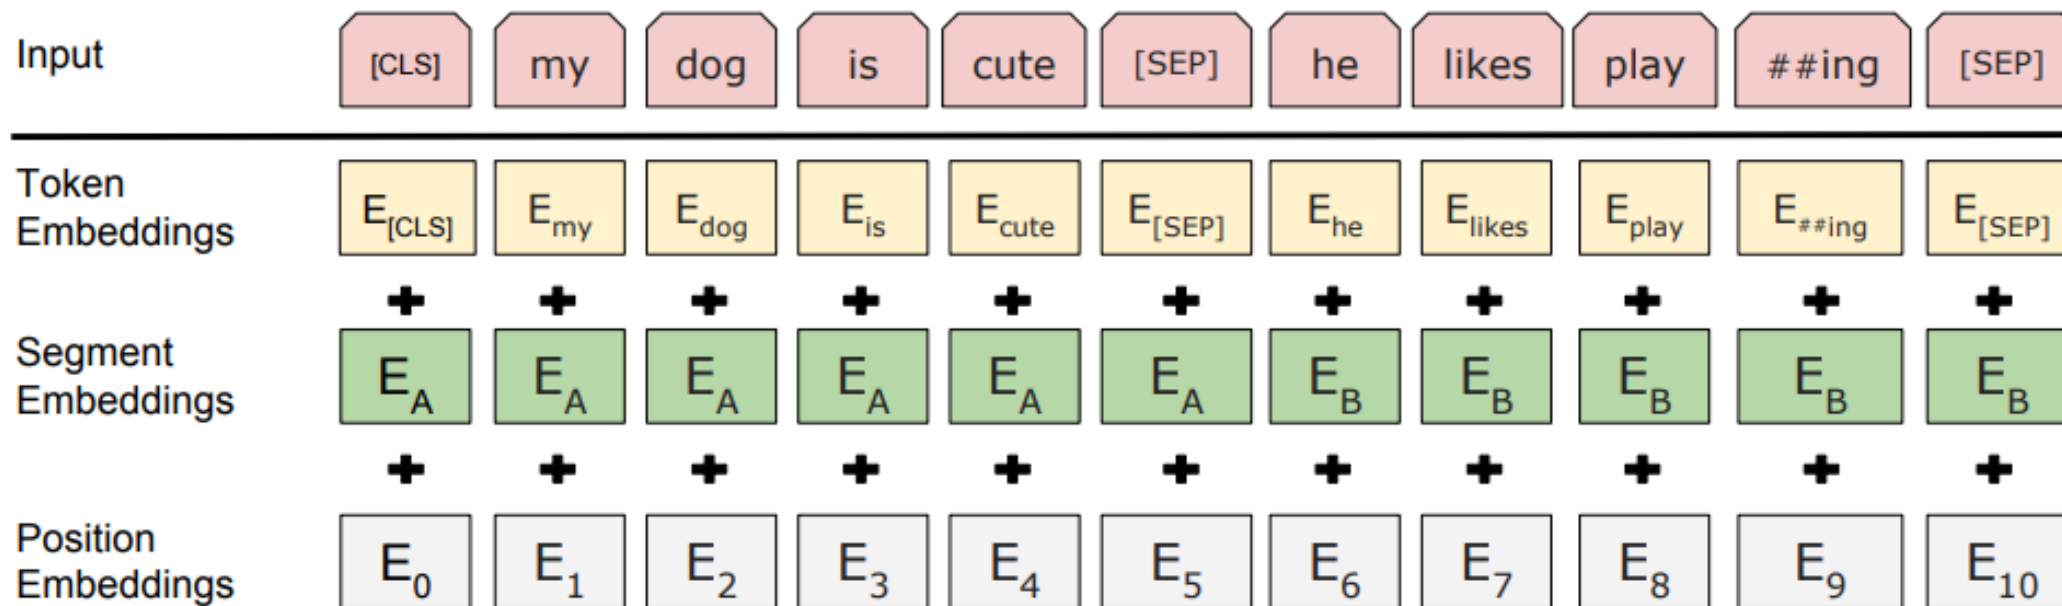 Input [CLS] my dog is cute [SEP] he likes play ##ing [SEP]
Token
Embeddings E[CLS] Emy Edog Eis Ecute E[SEP] Ehe Elikes Eplay E##ing E[SEP]
+ + + + + + + + + + +
Segment
Embeddings EA EA EA EA EA EA EB EB EB EB EB
+ + + + + + + + + + +
Position
Embeddings E0 E1 E2 E3 E4 E5 E6 E7 E8 E9 E10